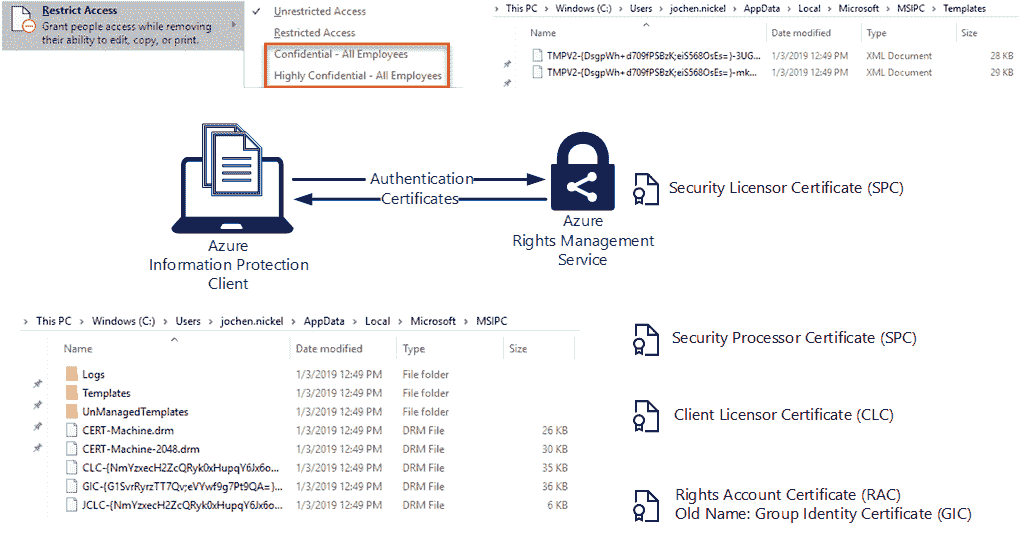 Restrict Access
Grant people access while removing
their ability to edit, copy, or print.
Unrestricted Access
Restricted Access
Confidential - All Employees
Highly Confidential - All Employees
This PC > Windows (C:) > Users > jochen.nickel > AppData > Local > Microsoft > MSIPC > Templates
Name Date modified Type Size
TMPV2-{DsgpWh+d709fPSBzK;eiS568OsEs=}-3UG... 1/3/2019 12:49 PM XML Document 28 KB
TMPV2-{DsgpWh+d709fPSBzK;eiS568OsEs=}-mk... 1/3/2019 12:49 PM XML Document 29 KB
Authentication
Certificates
Security Licensor Certificate (SPC)
Azure
Information Protection
Client
Azure
Rights Management
Service
> This PC > Windows (C:) > Users > jochen.nickel > AppData > Local > Microsoft > MSIPC
Name Date modified Type Size
Logs 1/3/2019 12:49 PM File folder
Templates 1/3/2019 12:49 PM File folder
UnManagedTemplates 1/3/2019 12:49 PM File folder
CERT-Machine.drm 1/3/2019 12:49 PM DRM File 26 KB
CERT-Machine-2048.drm 1/3/2019 12:49 PM DRM File 30 KB
CLC-{NmYzxecH2ZcQRyk0xHupqY6Jx6o... 1/3/2019 12:49 PM DRM File 35 KB
GIC-{G1SvrRyrzTT7Qv;eVYwf9g7Pt9QA=}... 1/3/2019 12:49 PM DRM File 36 KB
JCLC-{NmYzxecH2ZcQRyk0xHupqY6Jx6o... 1/3/2019 12:49 PM DRM File 6 KB
Security Processor Certificate (SPC)
Client Licensor Certificate (CLC)
Rights Account Certificate (RAC)
Old Name: Group Identity Certificate (GIC)